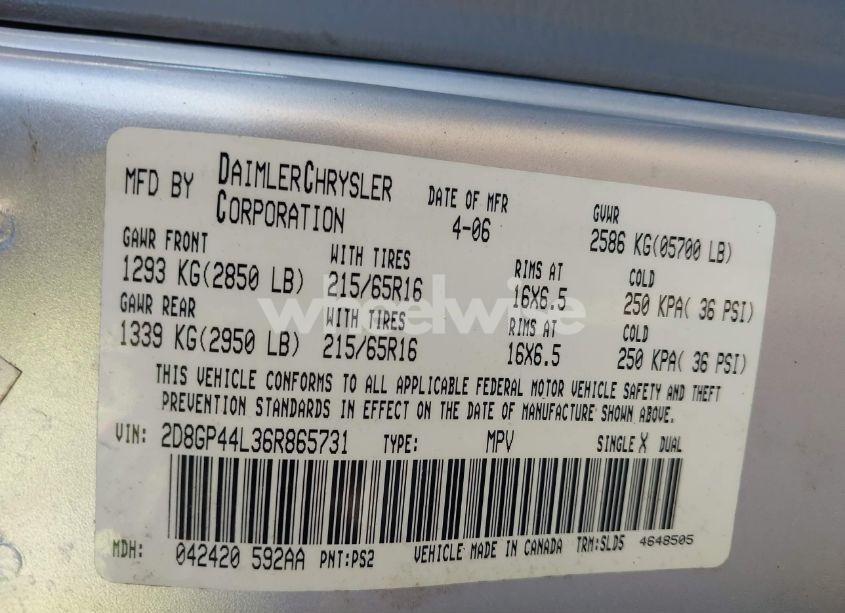 MFD BY DAIMLERCHRYSLER CORPORATION
DATE OF MFR 4-06
GVWR 2586 KG(05700 LB)
GAWR FRONT 1293 KG(2850 LB) WITH TIRES 215/65R16 RIMS AT 16X6.5 COLD 250 KPA( 36 PSI)
GAWR REAR 1339 KG(2950 LB) WITH TIRES 215/65R16 RIMS AT 16X6.5 COLD 250 KPA( 36 PSI)
THIS VEHICLE CONFORMS TO ALL APPLICABLE FEDERAL MOTOR VEHICLE SAFETY AND THEFT
PREVENTION STANDARDS IN EFFECT ON THE DATE OF MANUFACTURE SHOWN ABOVE.
VIN: 2D8GP44L36R865731 TYPE: MPV SINGLE X DUAL
MDH: 042420 592AA PNT:PS2 VEHICLE MADE IN CANADA TRM:SLD5 4648505
wheelwise